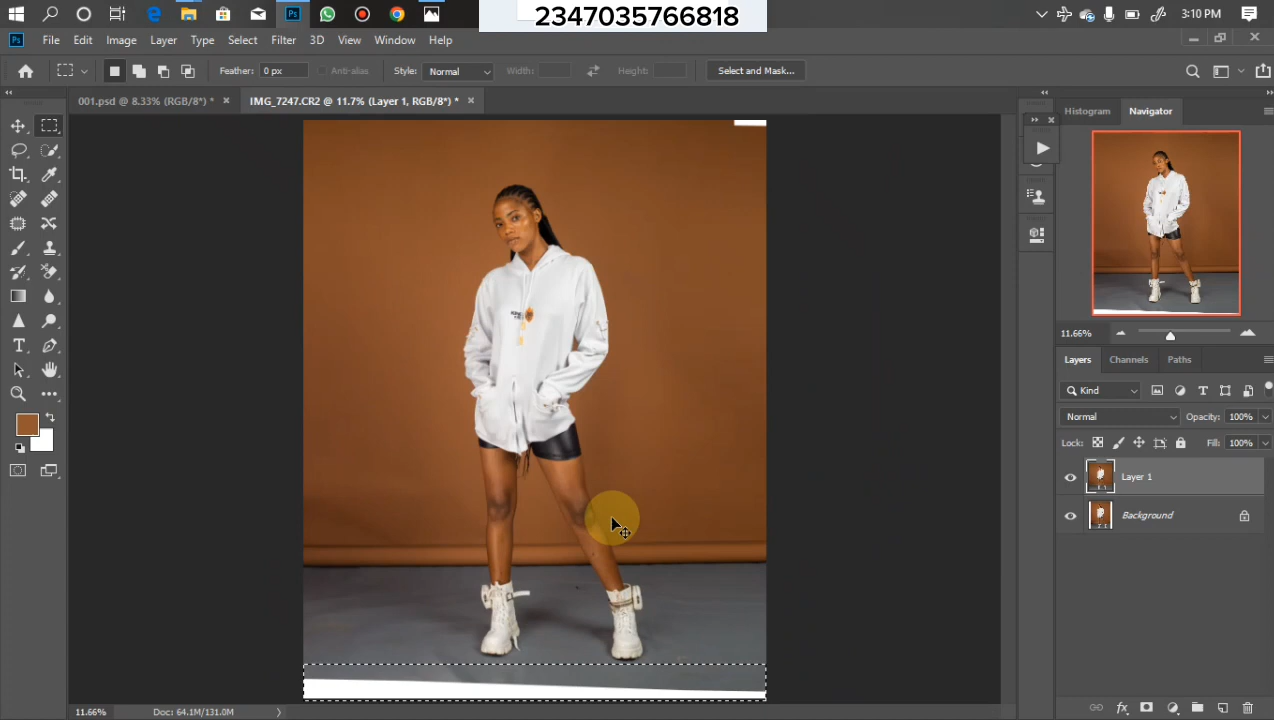 2347035766818
3:10 PM
Ps File Edit Image Layer Type Select Filter 3D View Window Help
Feather: 0 px Anti-alias Style: Normal Width: Height: Select and Mask...
001.psd @ 8.33% (RGB/8*) * × IMG_7247.CR2 @ 11.7% (Layer 1, RGB/8*) * ×
Histogram Navigator
11.66%
Layers Channels Paths
Kind
Normal Opacity: 100%
Lock: Fill: 100%
Layer 1
Background
11.66% Doc: 64.1M/131.0M